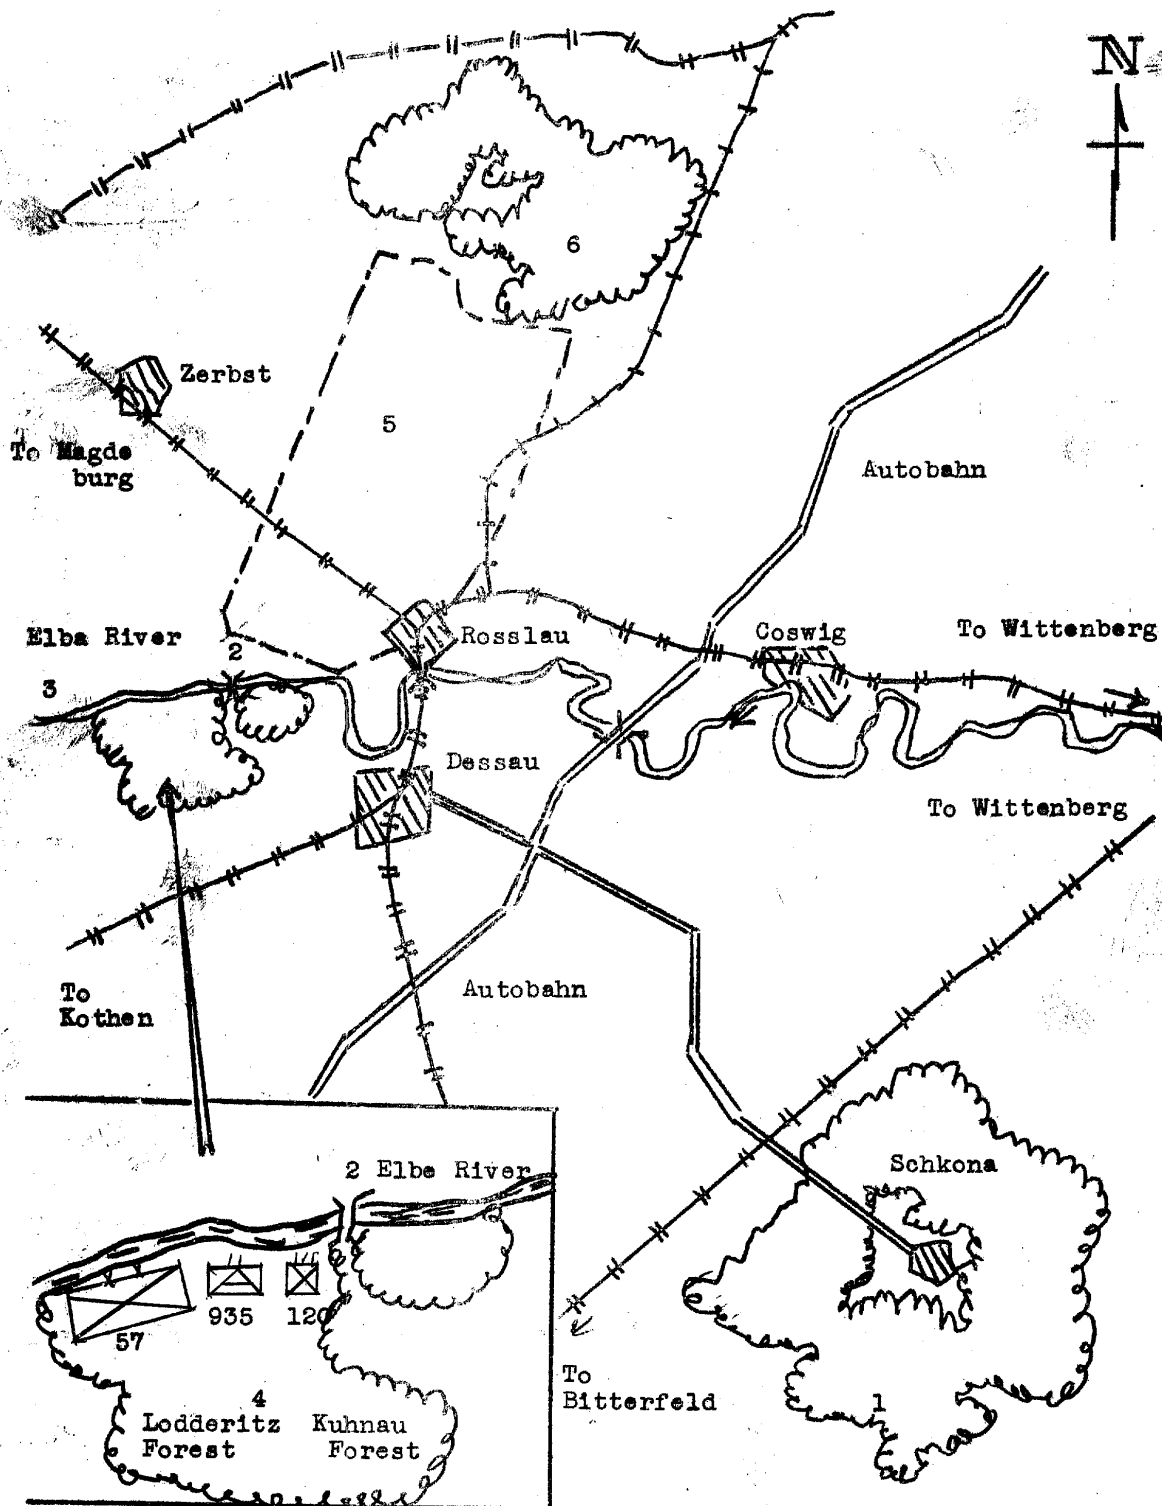 N
6
Zerbst
5
To Magde
burg
Autobahn
Elba River
Rosslau
Coswig
To Wittenberg
2
3
Dessau
To Wittenberg
To
Kothen
Autobahn
2 Elbe River
Schkona
935
120
57
To
Bitterfeld
4
1
Lodderitz
Forest
Kuhnau
Forest